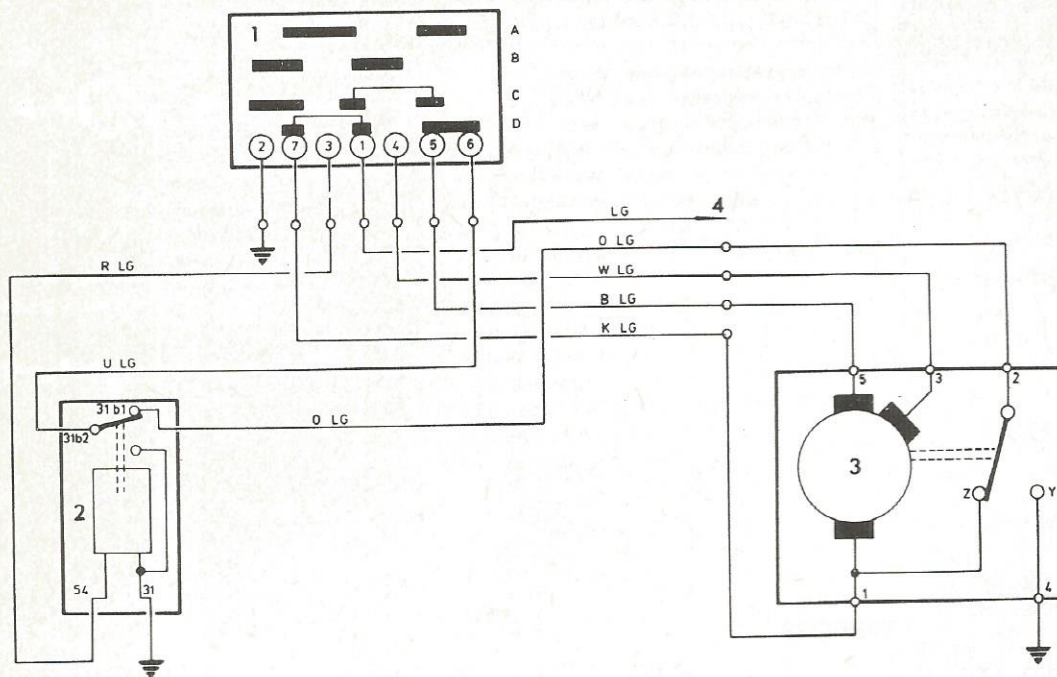 1
A
B
C
D
2 7 3 1 4 5 6
LG 4
O LG
R LG
W LG
B LG
K LG
U LG
5 3 2
31 b1
31b2
O LG
3
Z Y
2
54 31
1 4